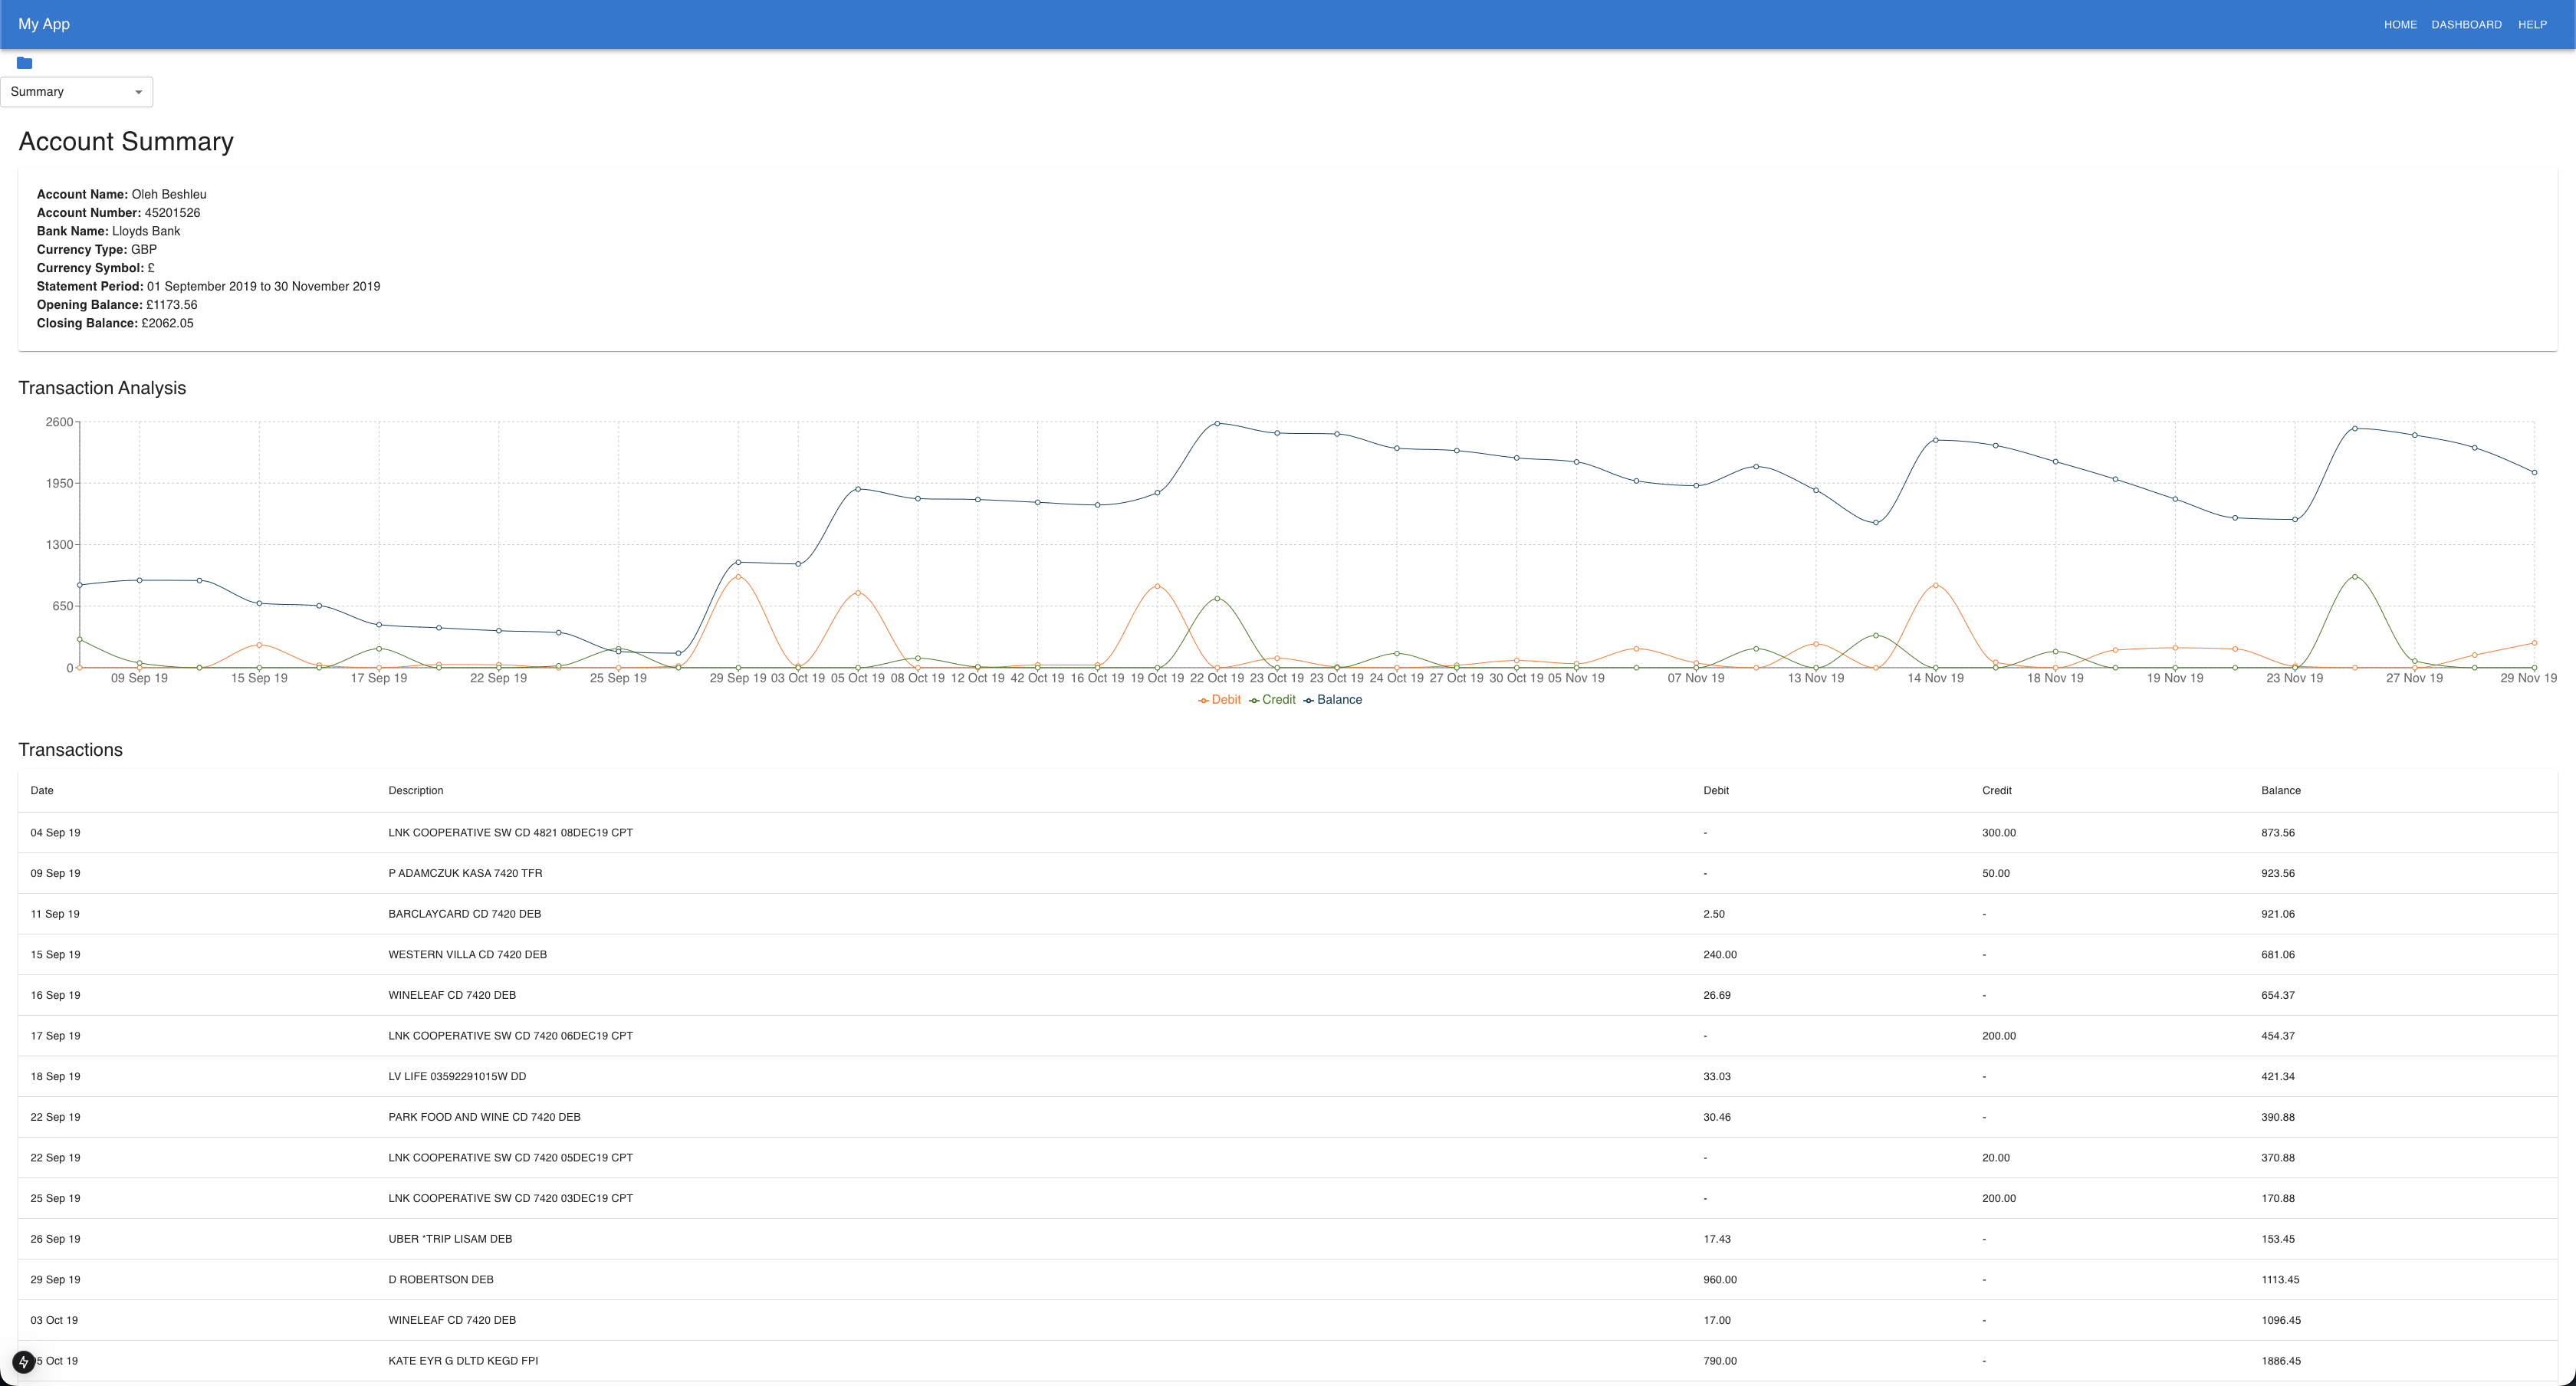 My App
HOME DASHBOARD HELP
Summary
Account Summary
Account Name: Oleh Beshleu
Account Number: 45201526
Bank Name: Lloyds Bank
Currency Type: GBP
Currency Symbol: £
Statement Period: 01 September 2019 to 30 November 2019
Opening Balance: £1173.56
Closing Balance: £2062.05
Transaction Analysis
2600
1950
1300
650
0
09 Sep 19 15 Sep 19 17 Sep 19 22 Sep 19 25 Sep 19 29 Sep 19 03 Oct 19 05 Oct 19 08 Oct 19 12 Oct 19 42 Oct 19 16 Oct 19 19 Oct 19 22 Oct 19 23 Oct 19 23 Oct 19 24 Oct 19 27 Oct 19 30 Oct 19 05 Nov 19 07 Nov 19 13 Nov 19 14 Nov 19 18 Nov 19 19 Nov 19 23 Nov 19 27 Nov 19 29 Nov 19
Debit Credit Balance
Transactions
Date Description Debit Credit Balance
04 Sep 19 LNK COOPERATIVE SW CD 4821 08DEC19 CPT - 300.00 873.56
09 Sep 19 P ADAMCZUK KASA 7420 TFR - 50.00 923.56
11 Sep 19 BARCLAYCARD CD 7420 DEB 2.50 - 921.06
15 Sep 19 WESTERN VILLA CD 7420 DEB 240.00 - 681.06
16 Sep 19 WINELEAF CD 7420 DEB 26.69 - 654.37
17 Sep 19 LNK COOPERATIVE SW CD 7420 06DEC19 CPT - 200.00 454.37
18 Sep 19 LV LIFE 03592291015W DD 33.03 - 421.34
22 Sep 19 PARK FOOD AND WINE CD 7420 DEB 30.46 - 390.88
22 Sep 19 LNK COOPERATIVE SW CD 7420 05DEC19 CPT - 20.00 370.88
25 Sep 19 LNK COOPERATIVE SW CD 7420 03DEC19 CPT - 200.00 170.88
26 Sep 19 UBER *TRIP LISAM DEB 17.43 - 153.45
29 Sep 19 D ROBERTSON DEB 960.00 - 1113.45
03 Oct 19 WINELEAF CD 7420 DEB 17.00 - 1096.45
5 Oct 19 KATE EYR G DLTD KEGD FPI 790.00 - 1886.45